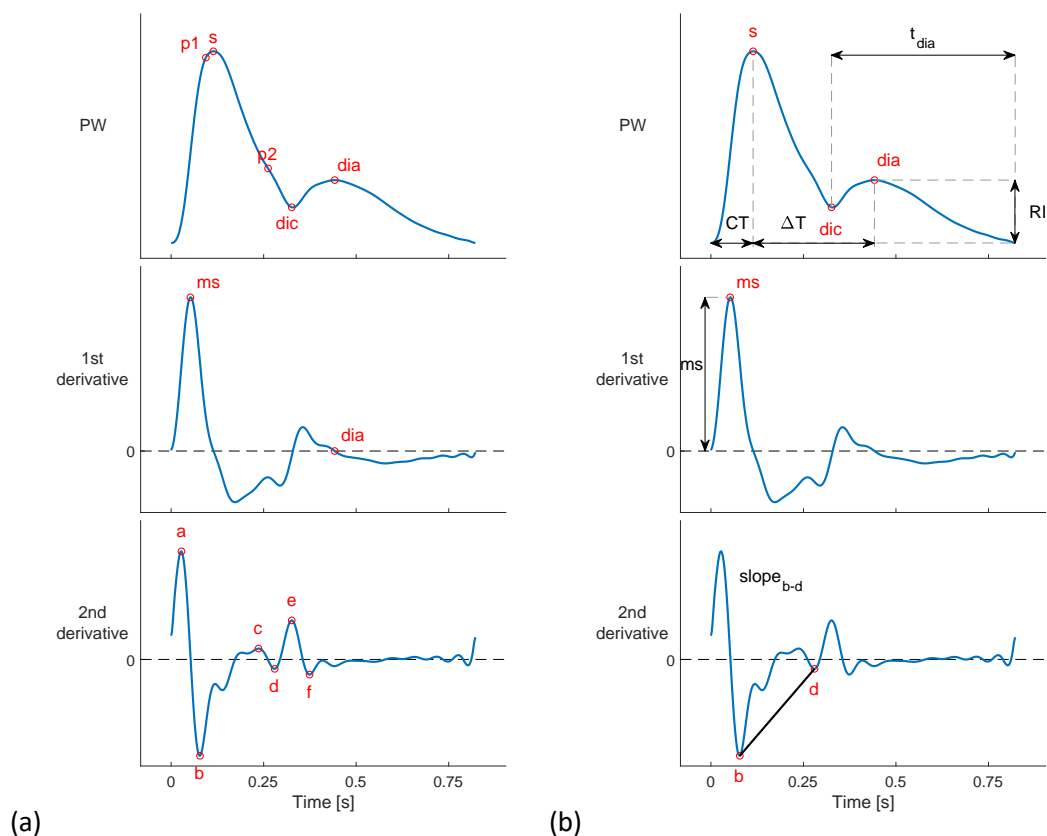 p1
s
PW
p2
dia
dic
ms
1st
derivative
0
dia
a
2nd
derivative
c
e
0
d
f
b
0
0.25
0.5
0.75
Time [s]
(a)
s
t_dia
PW
dia
RI
CT
ΔT
dic
ms
1st
derivative
ms
0
slope_b-d
2nd
derivative
0
d
b
0
0.25
0.5
0.75
Time [s]
(b)